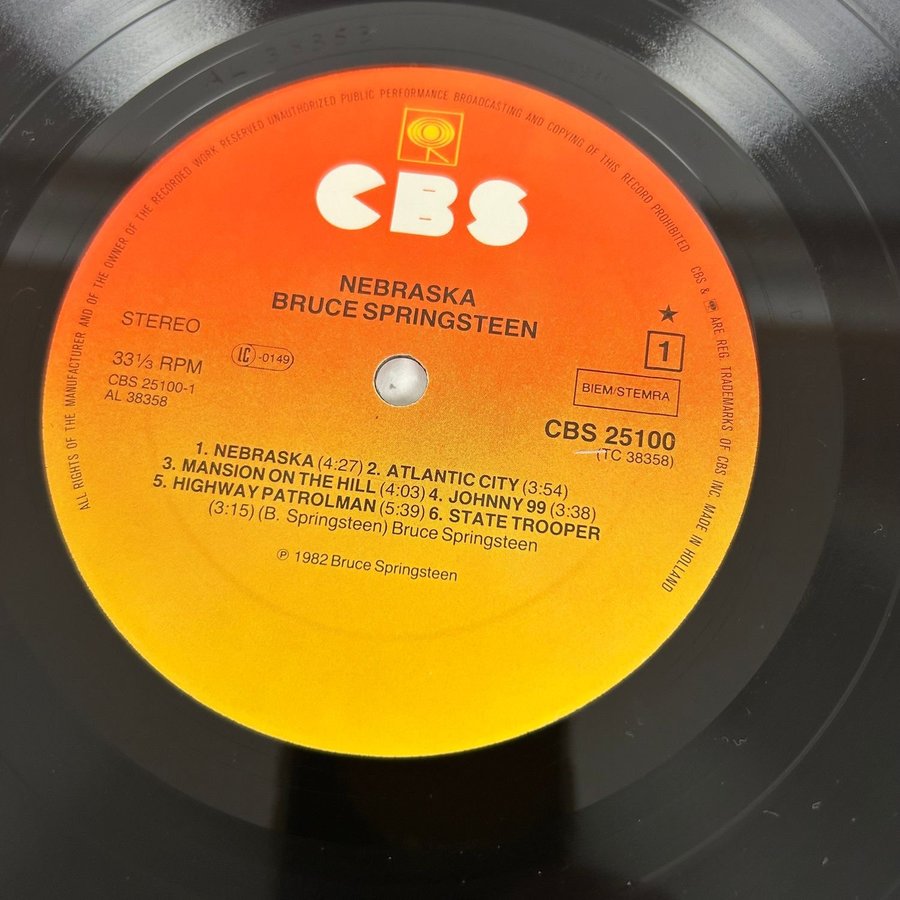 ALL RIGHTS OF THE MANUFACTURER AND OF THE OWNER OF THE RECORDED WORK RESERVED UNAUTHORIZED PUBLIC PERFORMANCE BROADCASTING AND COPYING OF THIS RECORD PROHIBITED
CBS & ARE REG. TRADEMARKS OF CBS INC. MADE IN HOLLAND
CBS
NEBRASKA
BRUCE SPRINGSTEEN
STEREO
33 1/3 RPM
LC -0149
CBS 25100-1
AL 38358
1
BIEM/STEMRA
CBS 25100
(TC 38358)
1. NEBRASKA (4:27) 2. ATLANTIC CITY (3:54)
3. MANSION ON THE HILL (4:03) 4. JOHNNY 99 (3:38)
5. HIGHWAY PATROLMAN (5:39) 6. STATE TROOPER
(3:15) (B. Springsteen) Bruce Springsteen
℗ 1982 Bruce Springsteen